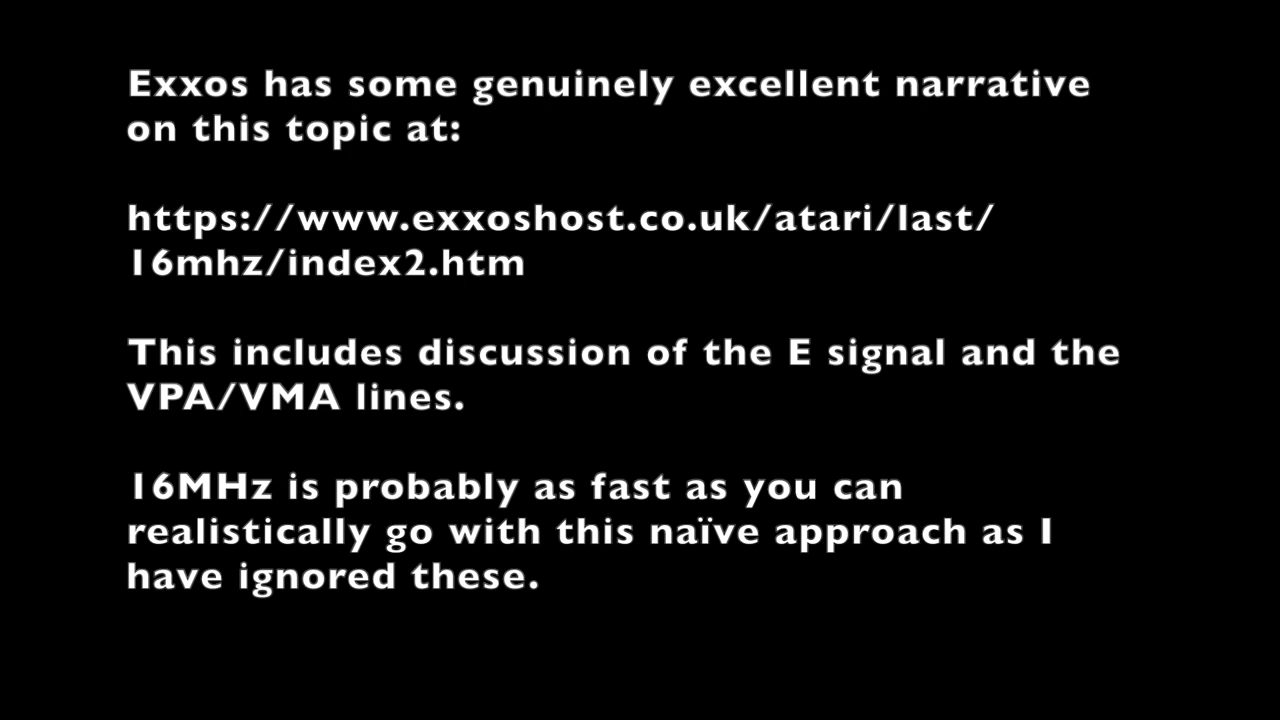 Exxos has some genuinely excellent narrative
on this topic at:
https://www.exxoshost.co.uk/atari/last/
16mhz/index2.htm
This includes discussion of the E signal and the
VPA/VMA lines.
16MHz is probably as fast as you can
realistically go with this naïve approach as I
have ignored these.